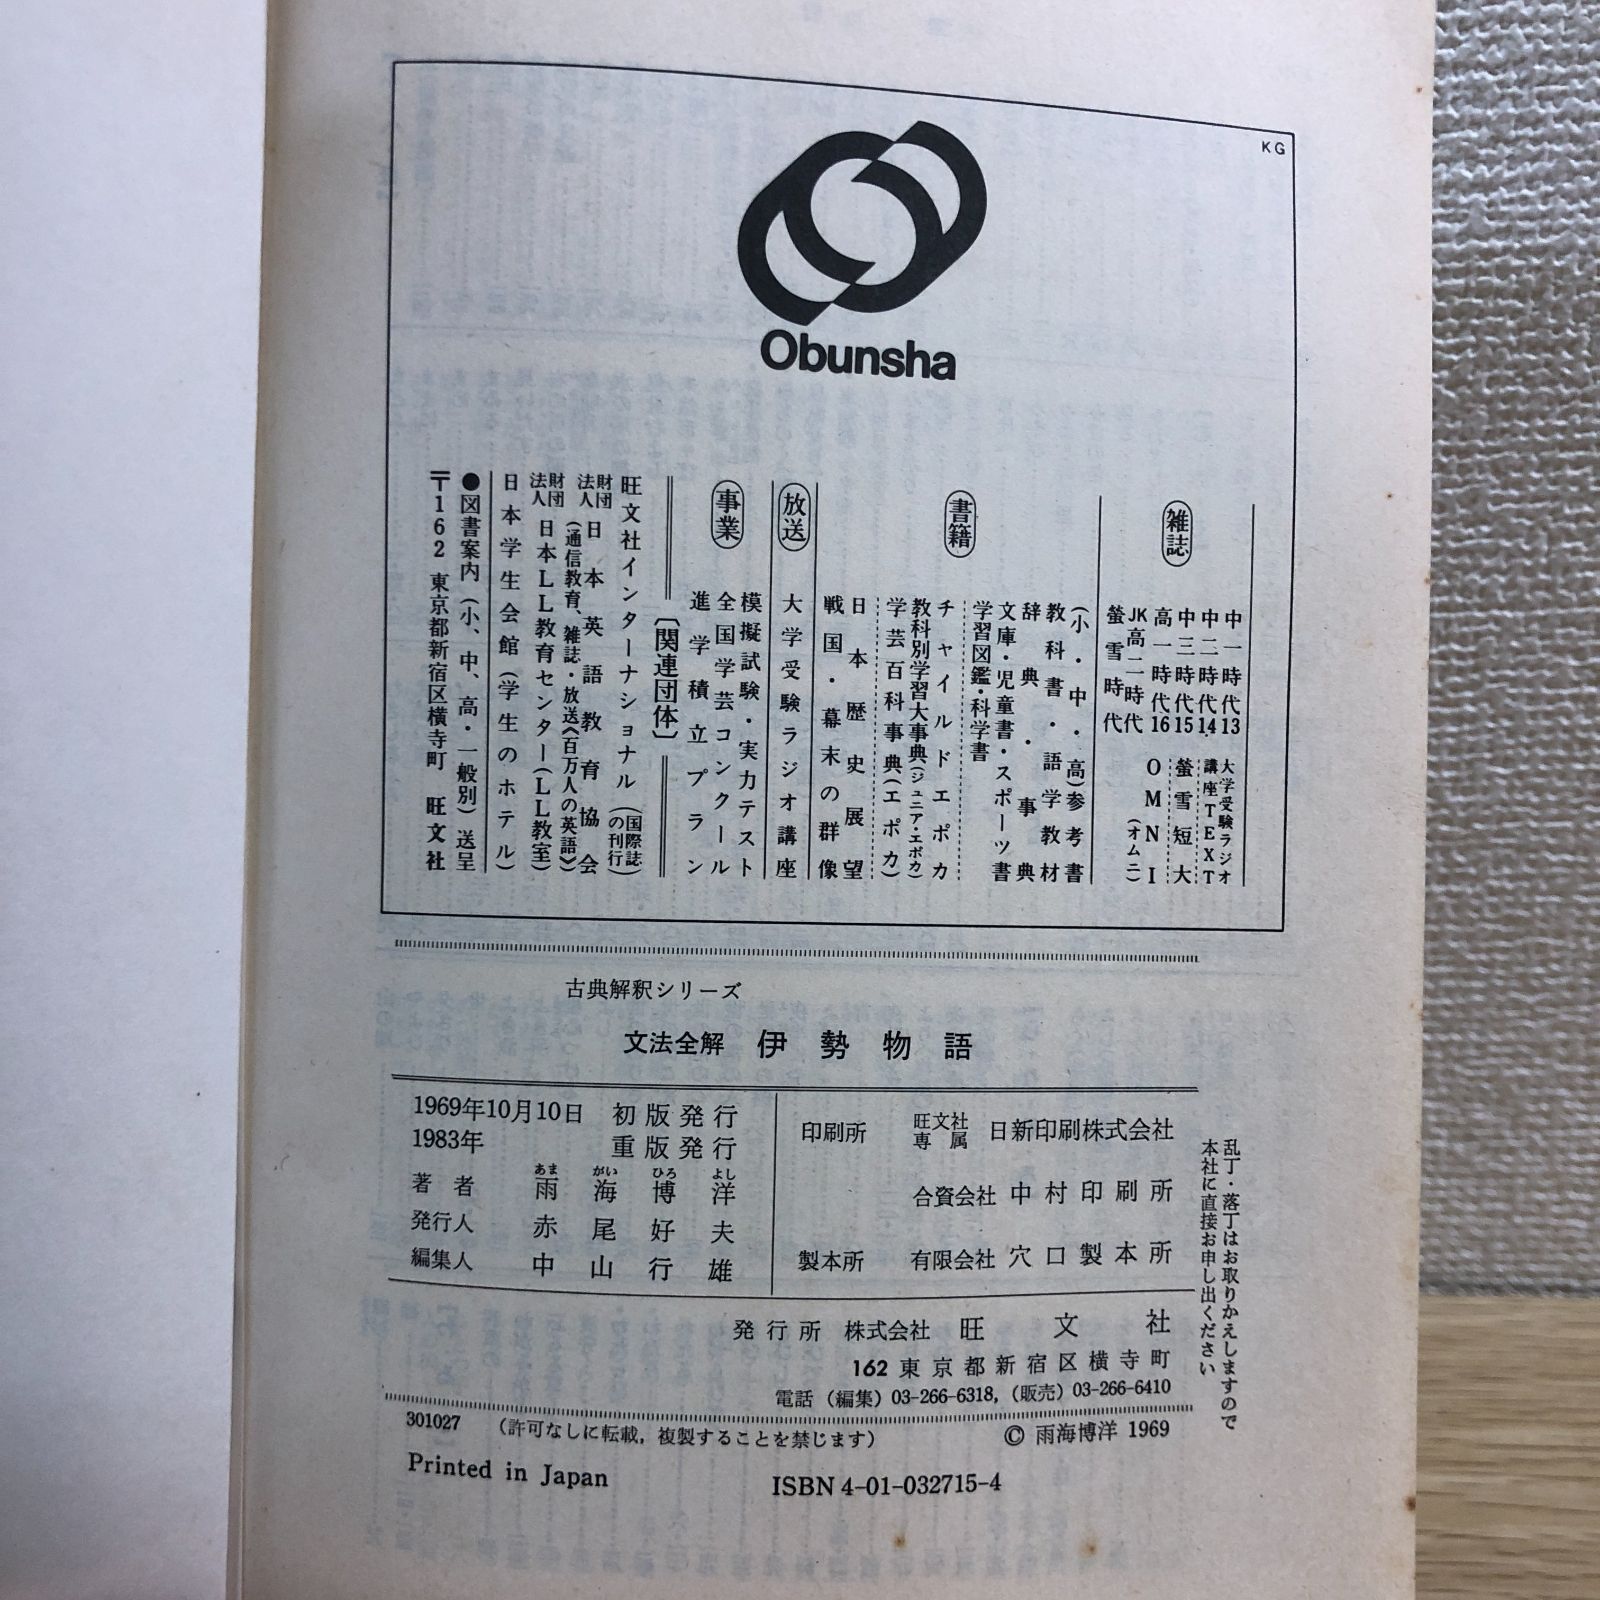 KG
Obunsha
雑誌
中一時代13
中二時代14
中三時代15
高一時代16
JK高二時代
螢雪時代
大学受験ラジオ
講座TEXT
螢雪短大
OMNI
(オムニ)
書籍
(小・中・高)参考書
教科書・語学教材
辞典・事典
文庫・児童書・スポーツ書
学習図鑑・科学書
チャイルドエポカ
教科別学習大事典(ジュニア・エポカ)
学芸百科事典(エポカ)
日本歴史展望
戦国・幕末の群像
放送
大学受験ラジオ講座
事業
模擬試験・実力テスト
全国学芸コンクール
進学積立プラン
〔関連団体〕
旺文社インターナショナル(国際誌の刊行)
財団法人 日本英語教育協会
(通信教育、雑誌・放送《百万人の英語》)
財団法人 日本LL教育センター(LL教室)
日本学生会館(学生のホテル)
●図書案内(小、中、高・一般別)送呈
〒162 東京都新宿区横寺町 旺文社
古典解釈シリーズ
文法全解 伊勢物語
1969年10月10日 初版発行
1983年 重版発行
著者 雨海博洋
あま がい ひろ よし
発行人 赤尾好夫
編集人 中山行雄
印刷所 旺文社専属 日新印刷株式会社
合資会社 中村印刷所
製本所 有限会社 穴口製本所
発行所 株式会社 旺文社
162 東京都新宿区横寺町
電話(編集)03-266-6318,(販売)03-266-6410
乱丁・落丁はお取りかえしますので
本社に直接お申し出ください
301027 (許可なしに転載,複製することを禁じます) © 雨海博洋 1969
Printed in Japan ISBN 4-01-032715-4